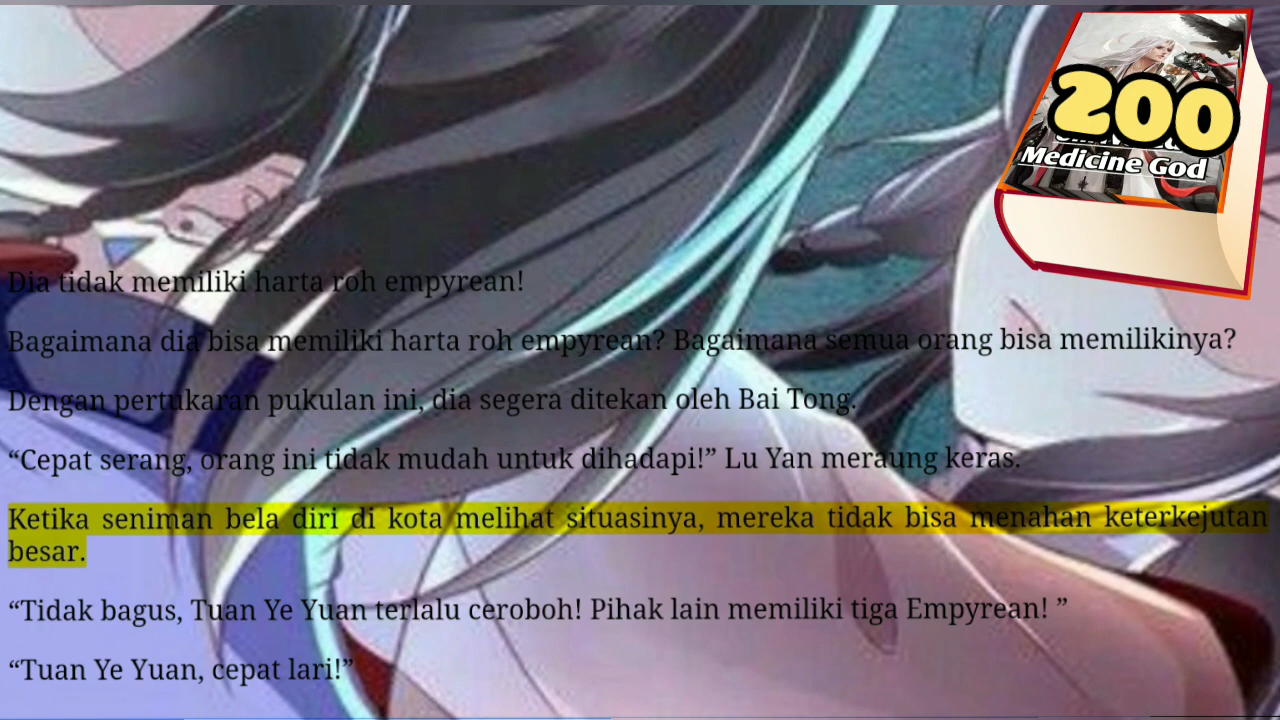 200
Medicine God
Dia tidak memiliki harta roh empyrean!
Bagaimana dia bisa memiliki harta roh empyrean? Bagaimana semua orang bisa memilikinya?
Dengan pertukaran pukulan ini, dia segera ditekan oleh Bai Tong.
“Cepat serang, orang ini tidak mudah untuk dihadapi!” Lu Yan meraung keras.
Ketika seniman bela diri di kota melihat situasinya, mereka tidak bisa menahan keterkejutan
besar.
“Tidak bagus, Tuan Ye Yuan terlalu ceroboh! Pihak lain memiliki tiga Empyrean! ”
“Tuan Ye Yuan, cepat lari!”